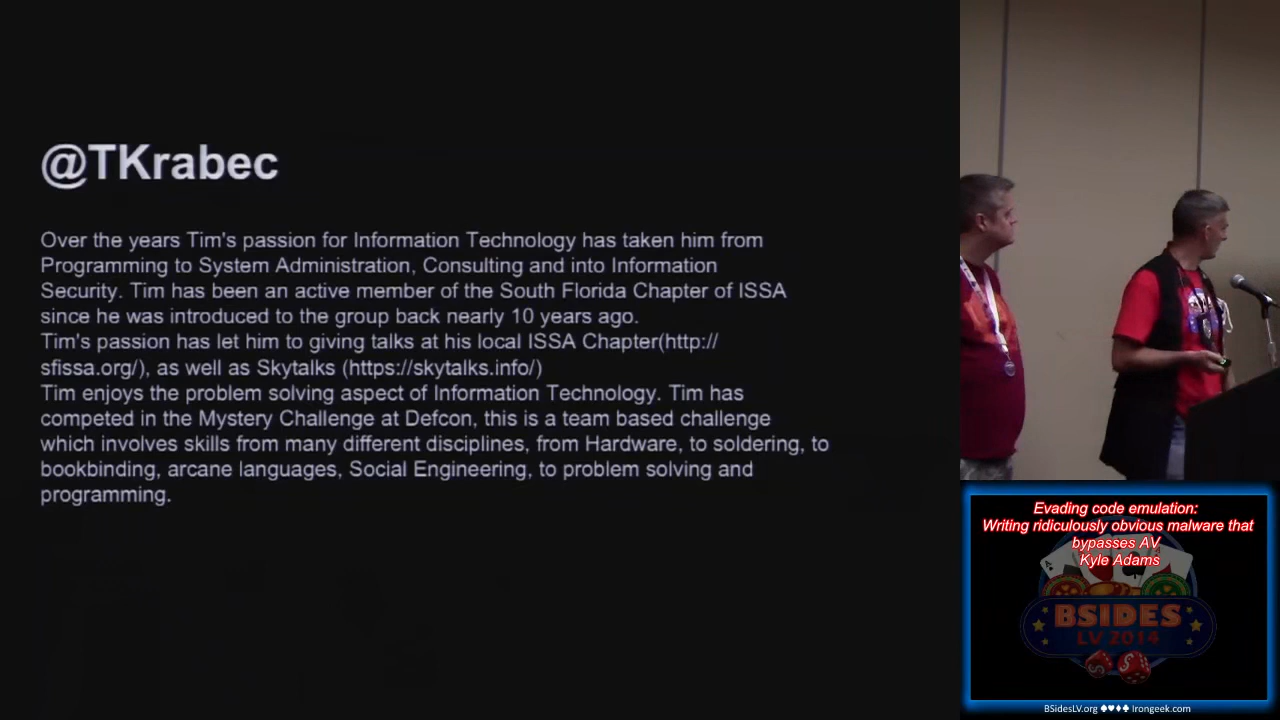 @TKrabec
Over the years Tim's passion for Information Technology has taken him from
Programming to System Administration, Consulting and into Information
Security. Tim has been an active member of the South Florida Chapter of ISSA
since he was introduced to the group back nearly 10 years ago.
Tim's passion has let him to giving talks at his local ISSA Chapter(http://
sfissa.org/), as well as Skytalks (https://skytalks.info/)
Tim enjoys the problem solving aspect of Information Technology. Tim has
competed in the Mystery Challenge at Defcon, this is a team based challenge
which involves skills from many different disciplines, from Hardware, to soldering, to
bookbinding, arcane languages, Social Engineering, to problem solving and
programming.
Evading code emulation:
Writing ridiculously obvious malware that
bypasses AV
Kyle Adams
BSIDES
LV 2014
BSidesLV.org ♠♥♦♣ Irongeek.com